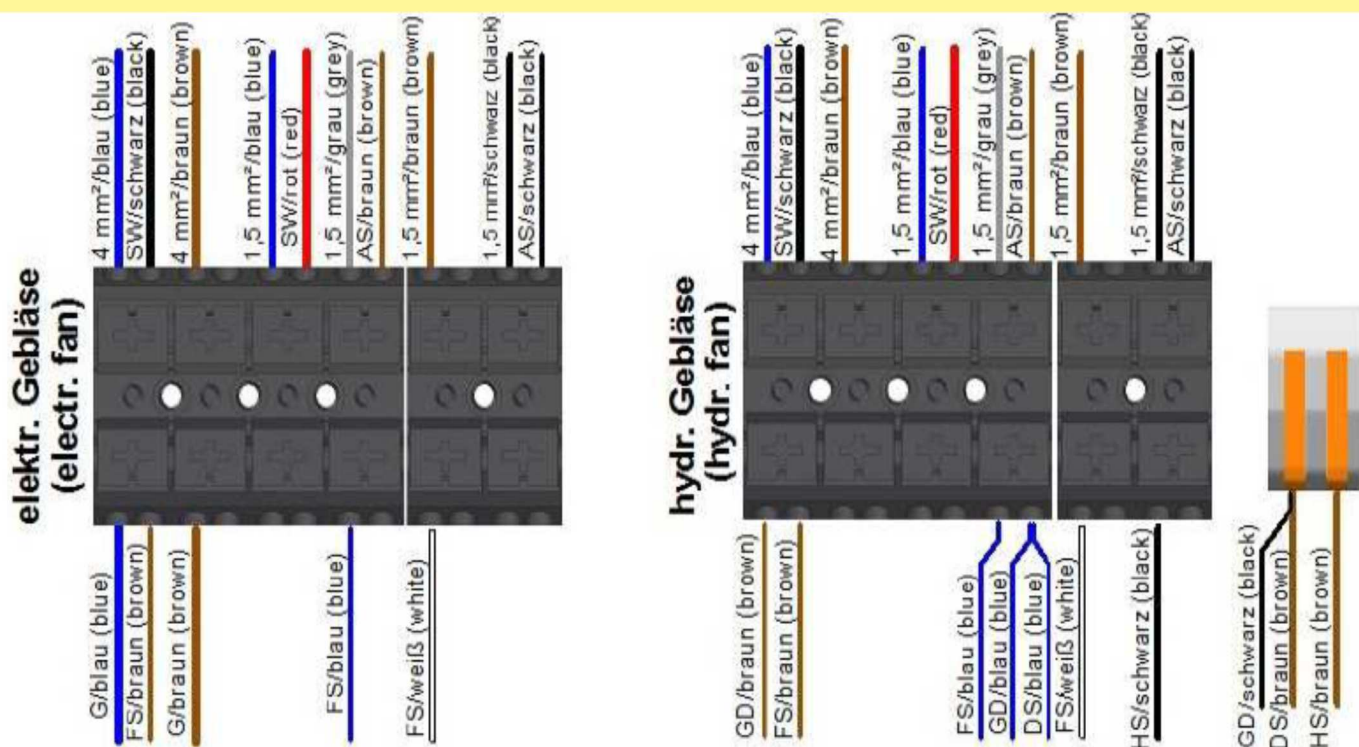 elektr. Gebläse
(electr. fan)
4 mm²/blau (blue)
SW/schwarz (black)
4 mm²/braun (brown)
1,5 mm²/blau (blue)
SW/rot (red)
1,5 mm²/grau (grey)
AS/braun (brown)
1,5 mm²/braun (brown)
1,5 mm²/schwarz (black)
AS/schwarz (black)
G/blau (blue)
FS/braun (brown)
G/braun (brown)
FS/blau (blue)
FS/weiß (white)
hydr. Gebläse
(hydr. fan)
4 mm²/blau (blue)
SW/schwarz (black)
4 mm²/braun (brown)
1,5 mm²/blau (blue)
SW/rot (red)
1,5 mm²/grau (grey)
AS/braun (brown)
1,5 mm²/braun (brown)
1,5 mm²/schwarz (black)
AS/schwarz (black)
GD/braun (brown)
FS/braun (brown)
FS/blau (blue)
GD/blau (blue)
DS/blau (blue)
FS/weiß (white)
HS/schwarz (black)
GD/schwarz (black)
DS/braun (brown)
HS/braun (brown)